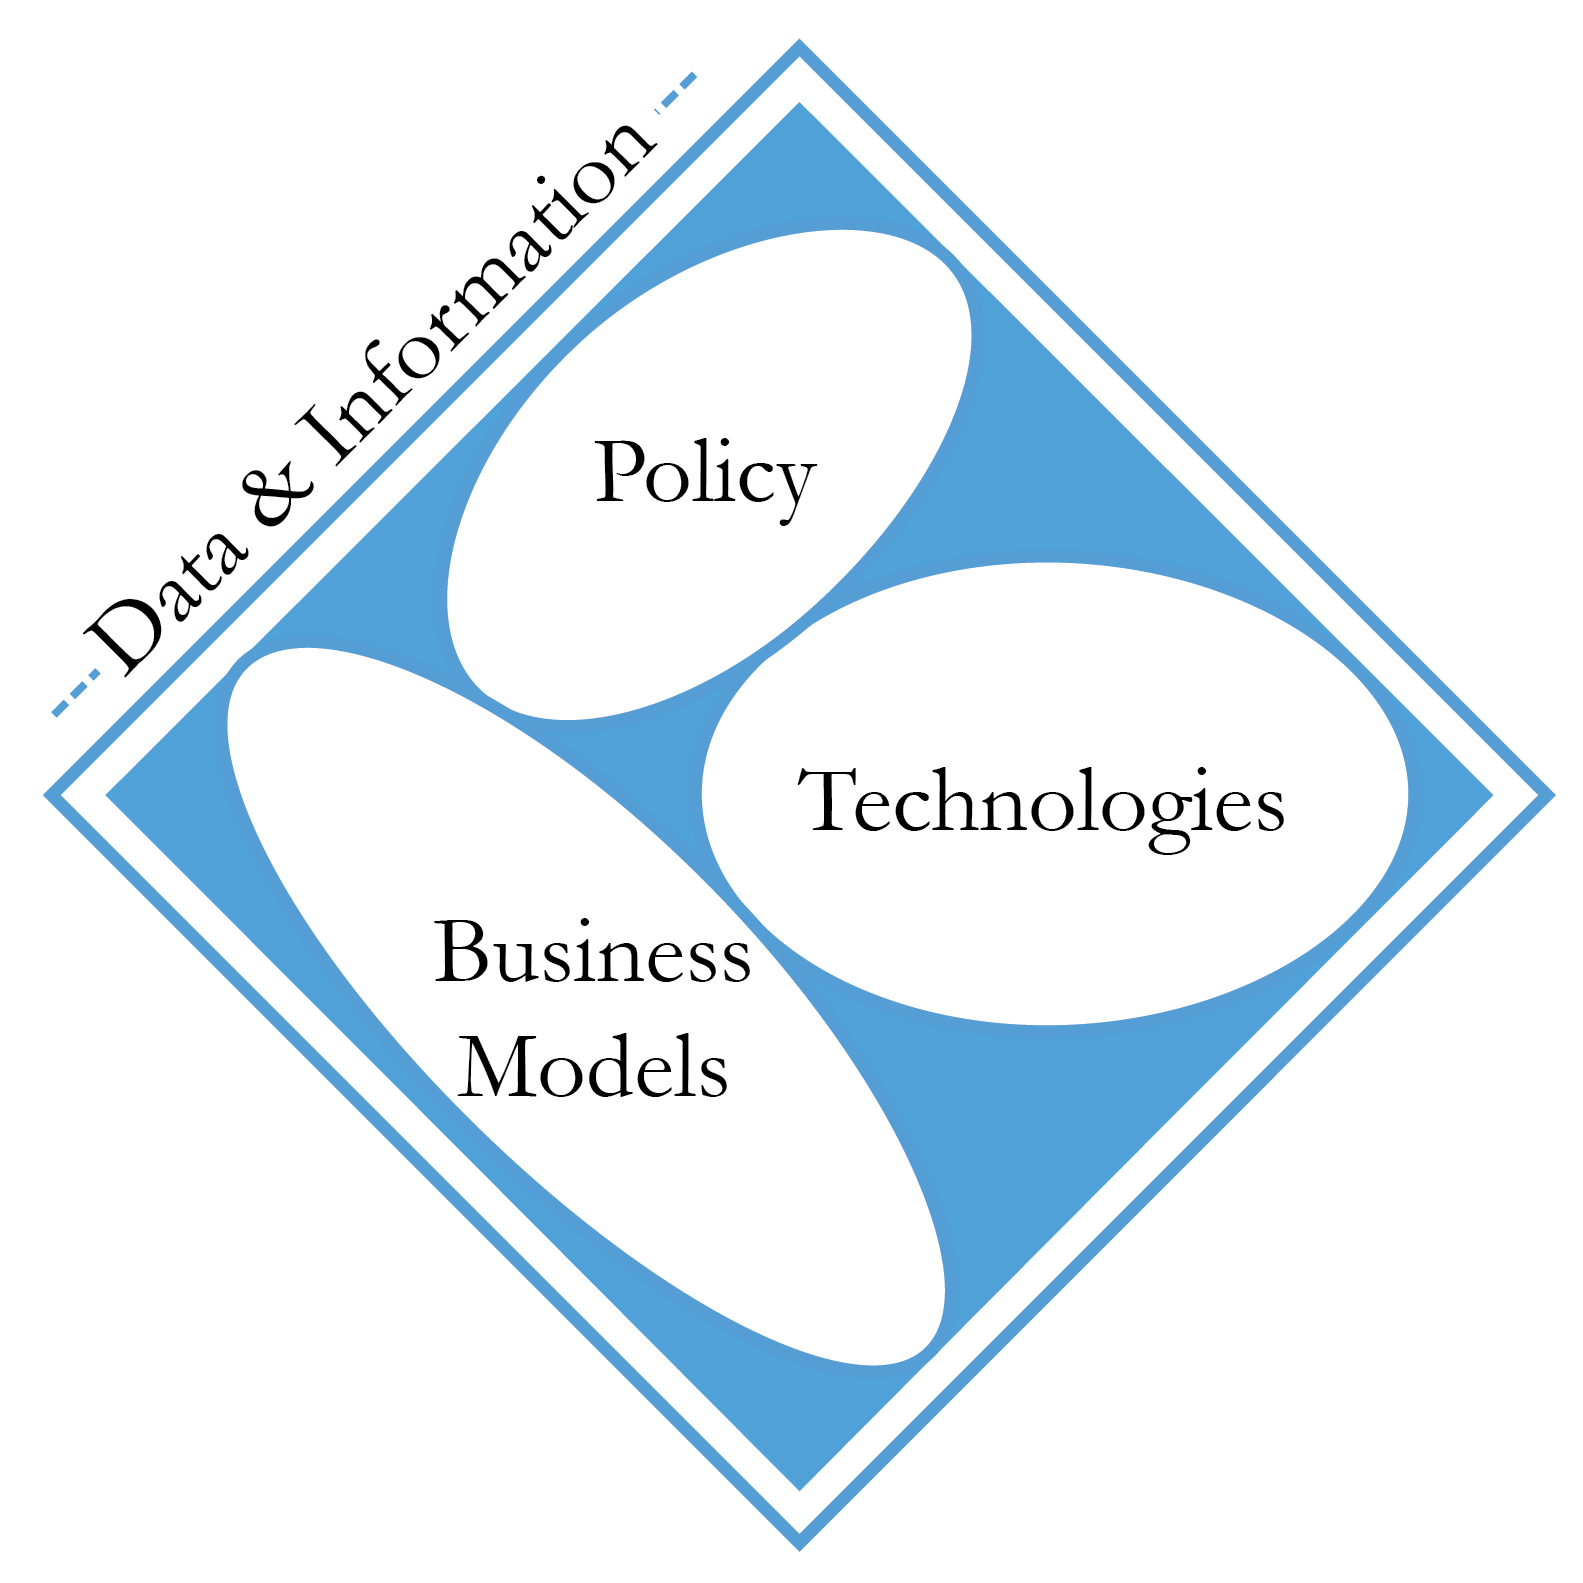 Data & Information
Policy
Technologies
Business
Models